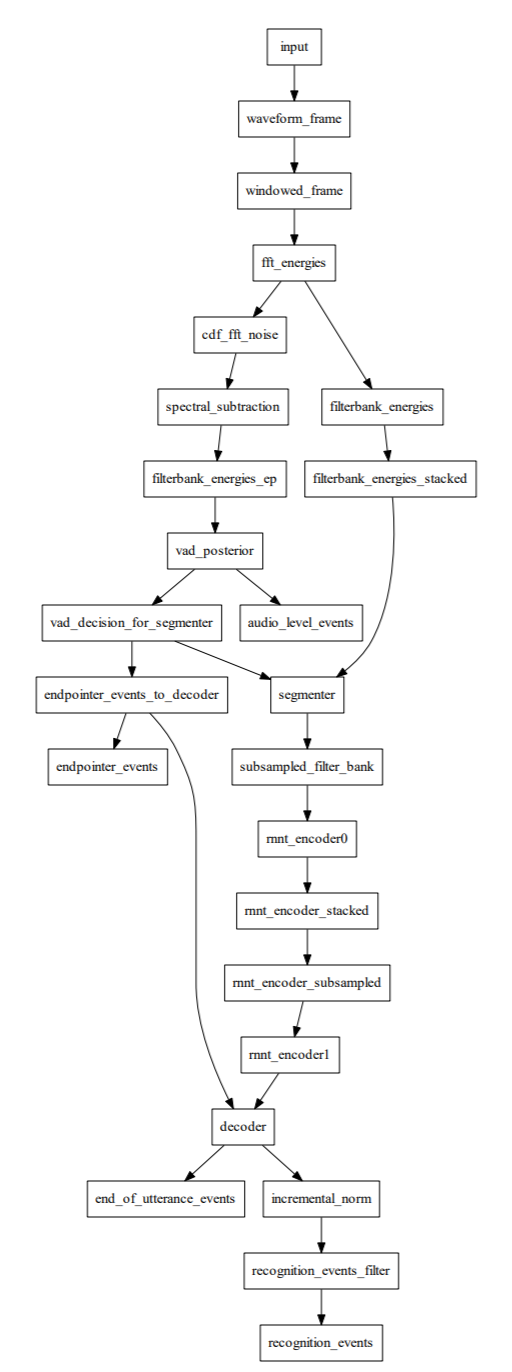 input
waveform_frame
windowed_frame
fft_energies
cdf_fft_noise
spectral_subtraction
filterbank_energies
filterbank_energies_ep
filterbank_energies_stacked
vad_posterior
vad_decision_for_segmenter
audio_level_events
endpointer_events_to_decoder
segmenter
endpointer_events
subsampled_filter_bank
rnnt_encoder0
rnnt_encoder_stacked
rnnt_encoder_subsampled
rnnt_encoder1
decoder
end_of_utterance_events
incremental_norm
recognition_events_filter
recognition_events